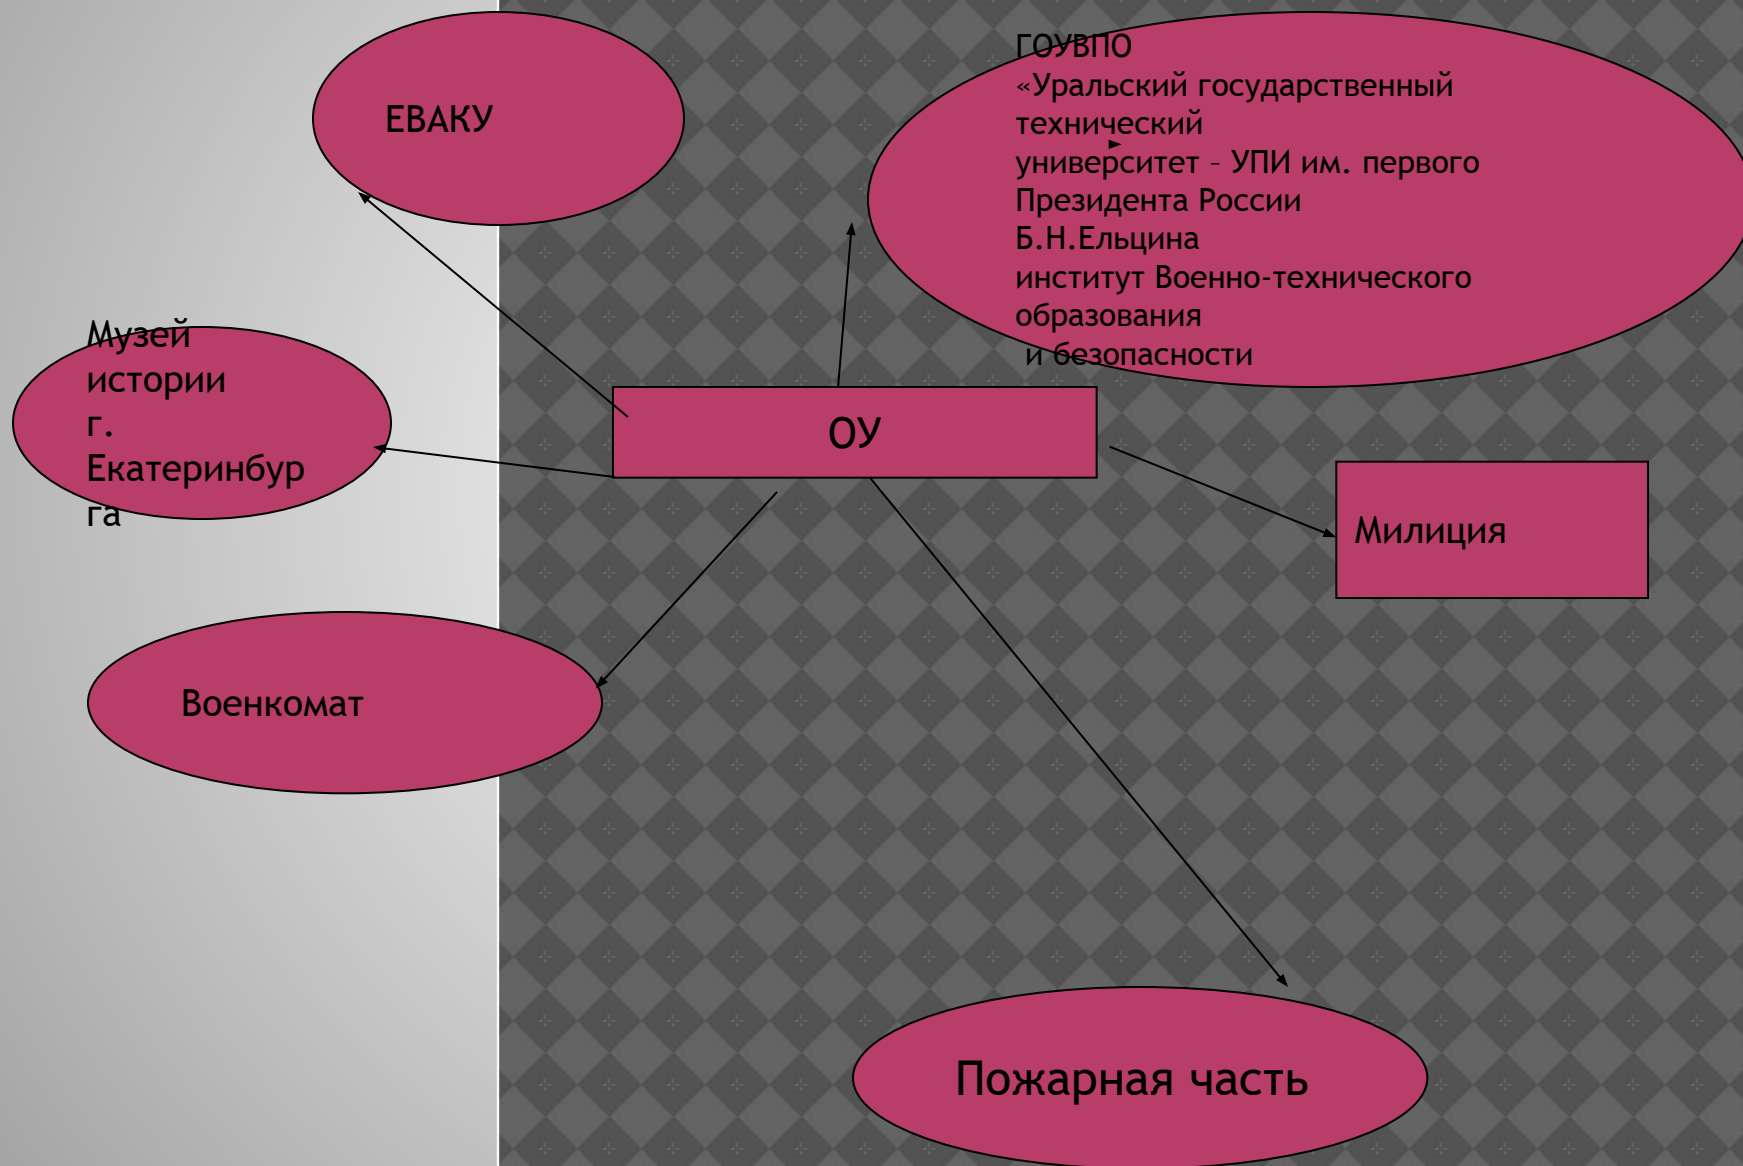 ЕВАКУ
ГОУВПО
«Уральский государственный
технический
университет – УПИ им. первого
Президента России
Б.Н.Ельцина
институт Военно-технического
образования
и безопасности
Музей
истории
г.
Екатеринбур
га
ОУ
Милиция
Военкомат
Пожарная часть